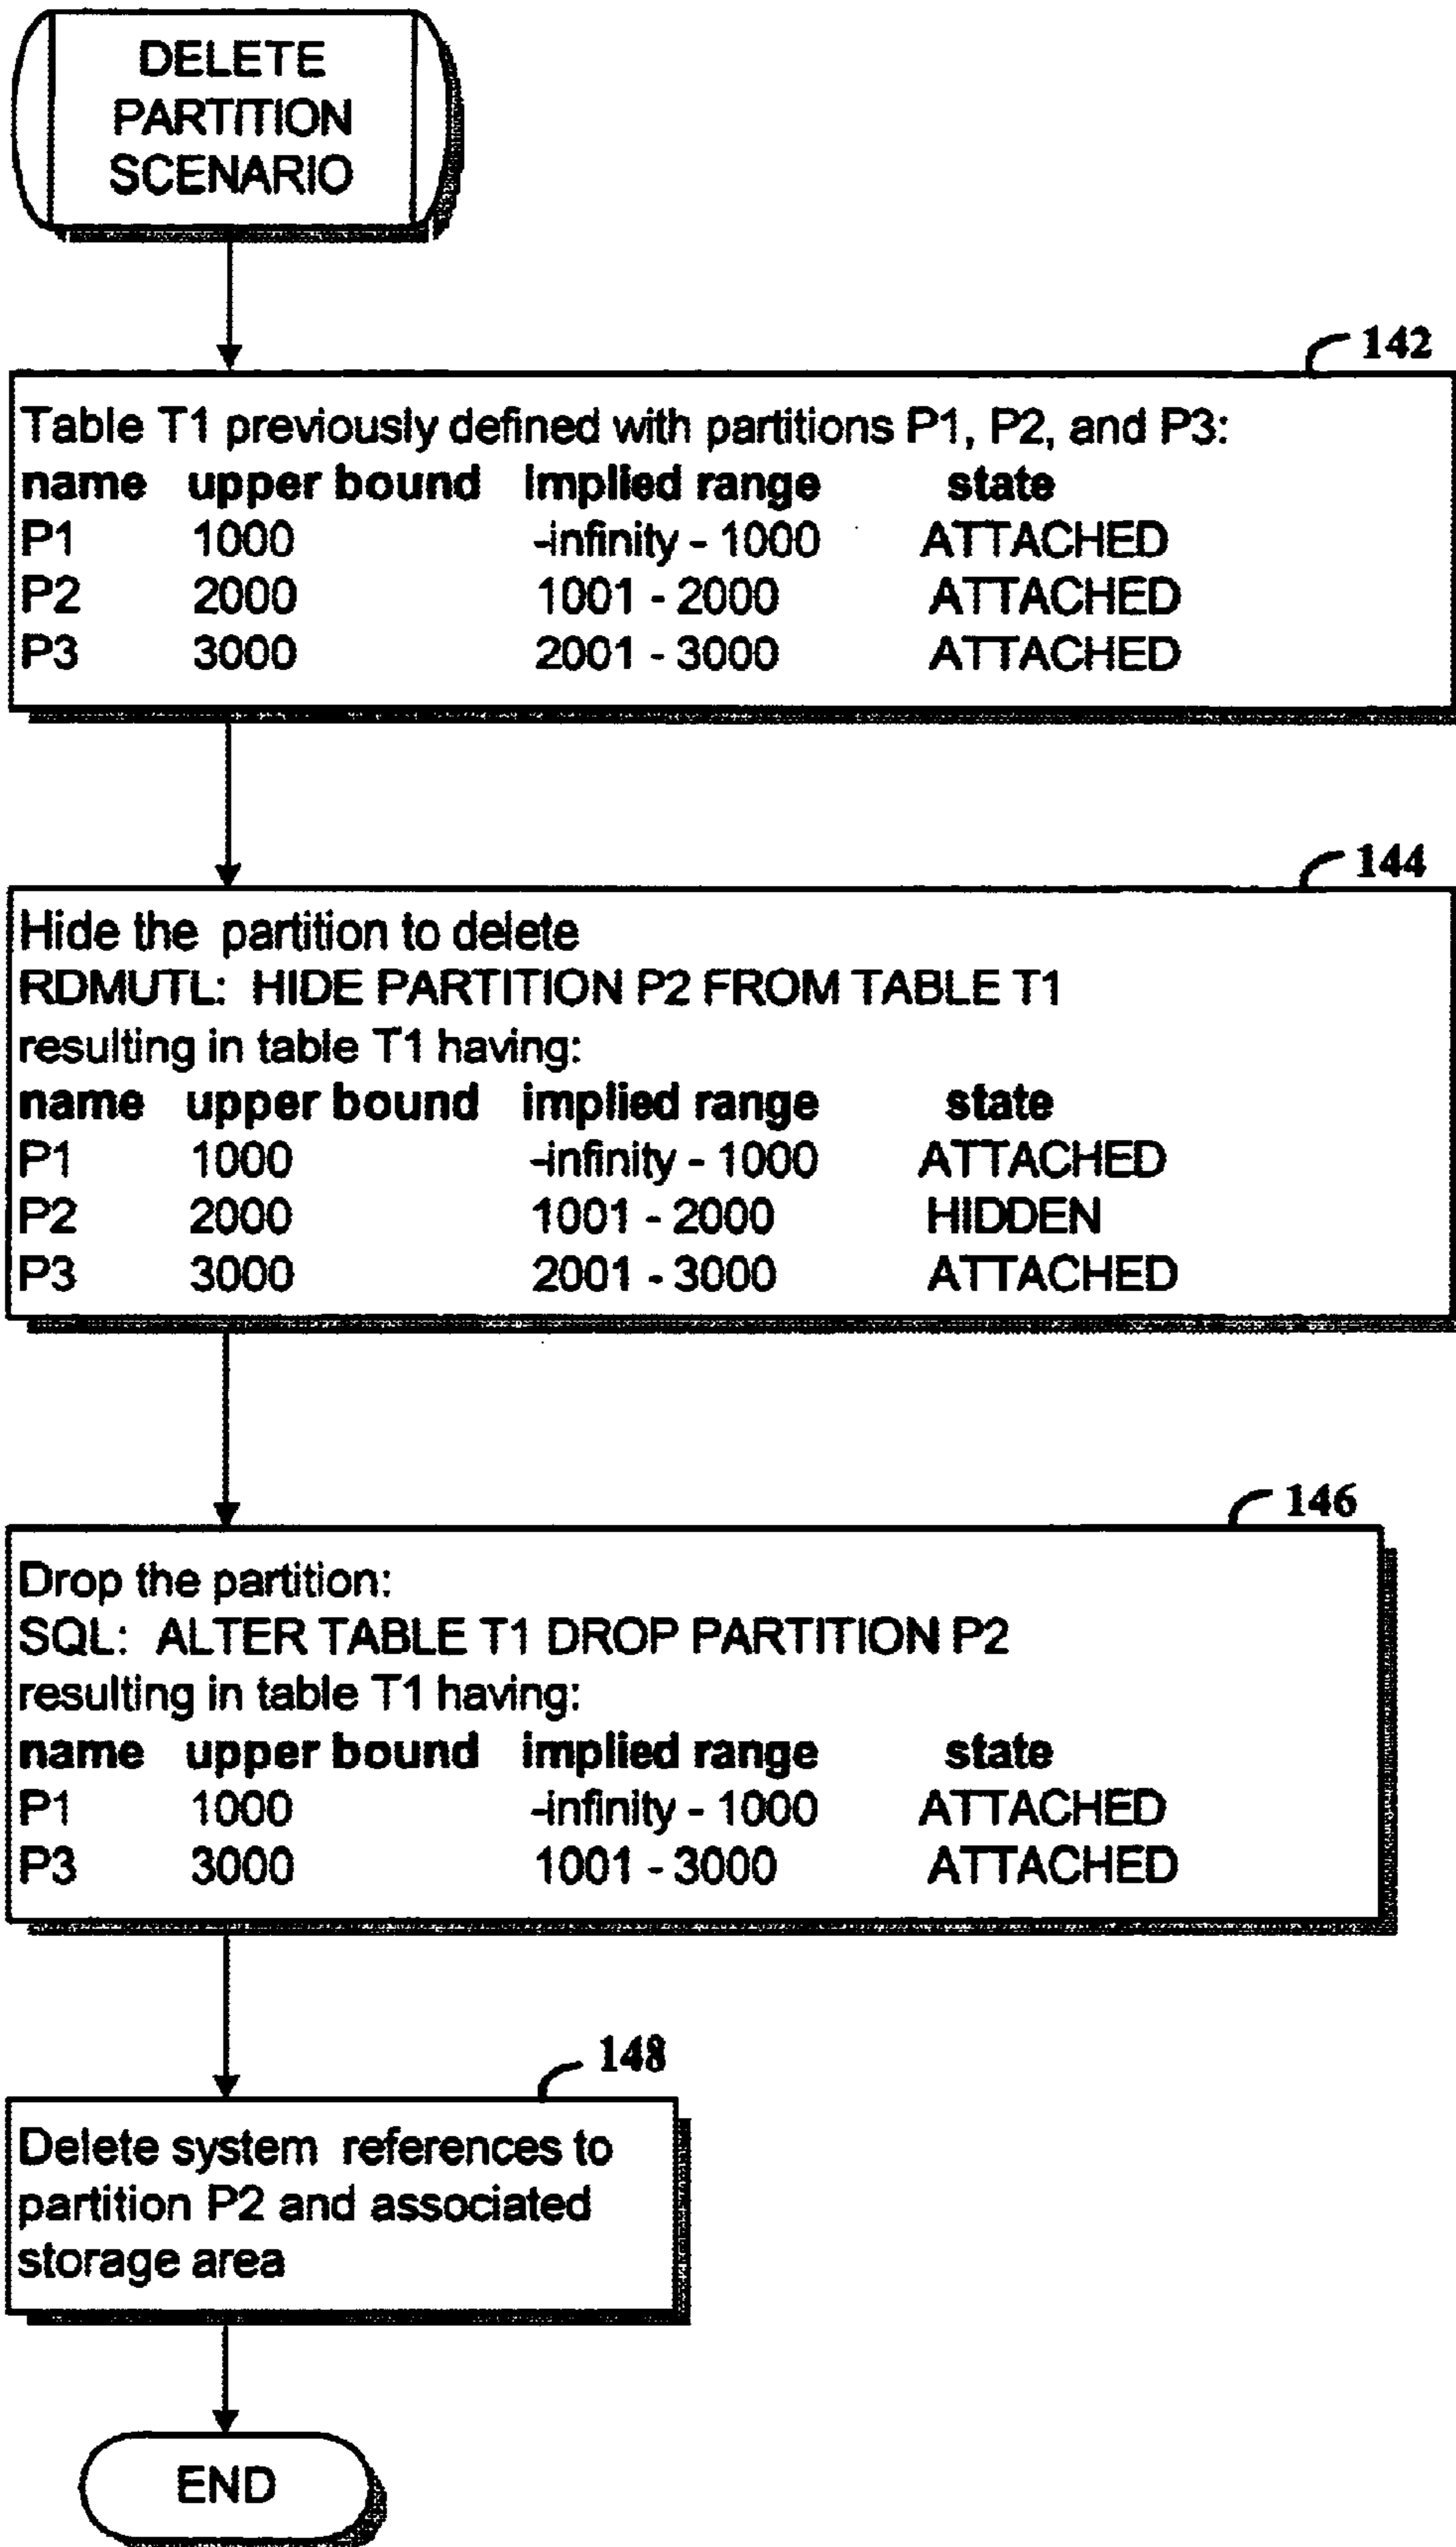 DELETE
PARTITION
SCENARIO
142
Table T1 previously defined with partitions P1, P2, and P3:
name upper bound implied range state
P1 1000 -infinity - 1000 ATTACHED
P2 2000 1001 - 2000 ATTACHED
P3 3000 2001 - 3000 ATTACHED
144
Hide the partition to delete
RDMUTL: HIDE PARTITION P2 FROM TABLE T1
resulting in table T1 having:
name upper bound implied range state
P1 1000 -infinity - 1000 ATTACHED
P2 2000 1001 - 2000 HIDDEN
P3 3000 2001 - 3000 ATTACHED
146
Drop the partition:
SQL: ALTER TABLE T1 DROP PARTITION P2
resulting in table T1 having:
name upper bound implied range state
P1 1000 -infinity - 1000 ATTACHED
P3 3000 1001 - 3000 ATTACHED
148
Delete system references to
partition P2 and associated
storage area
END